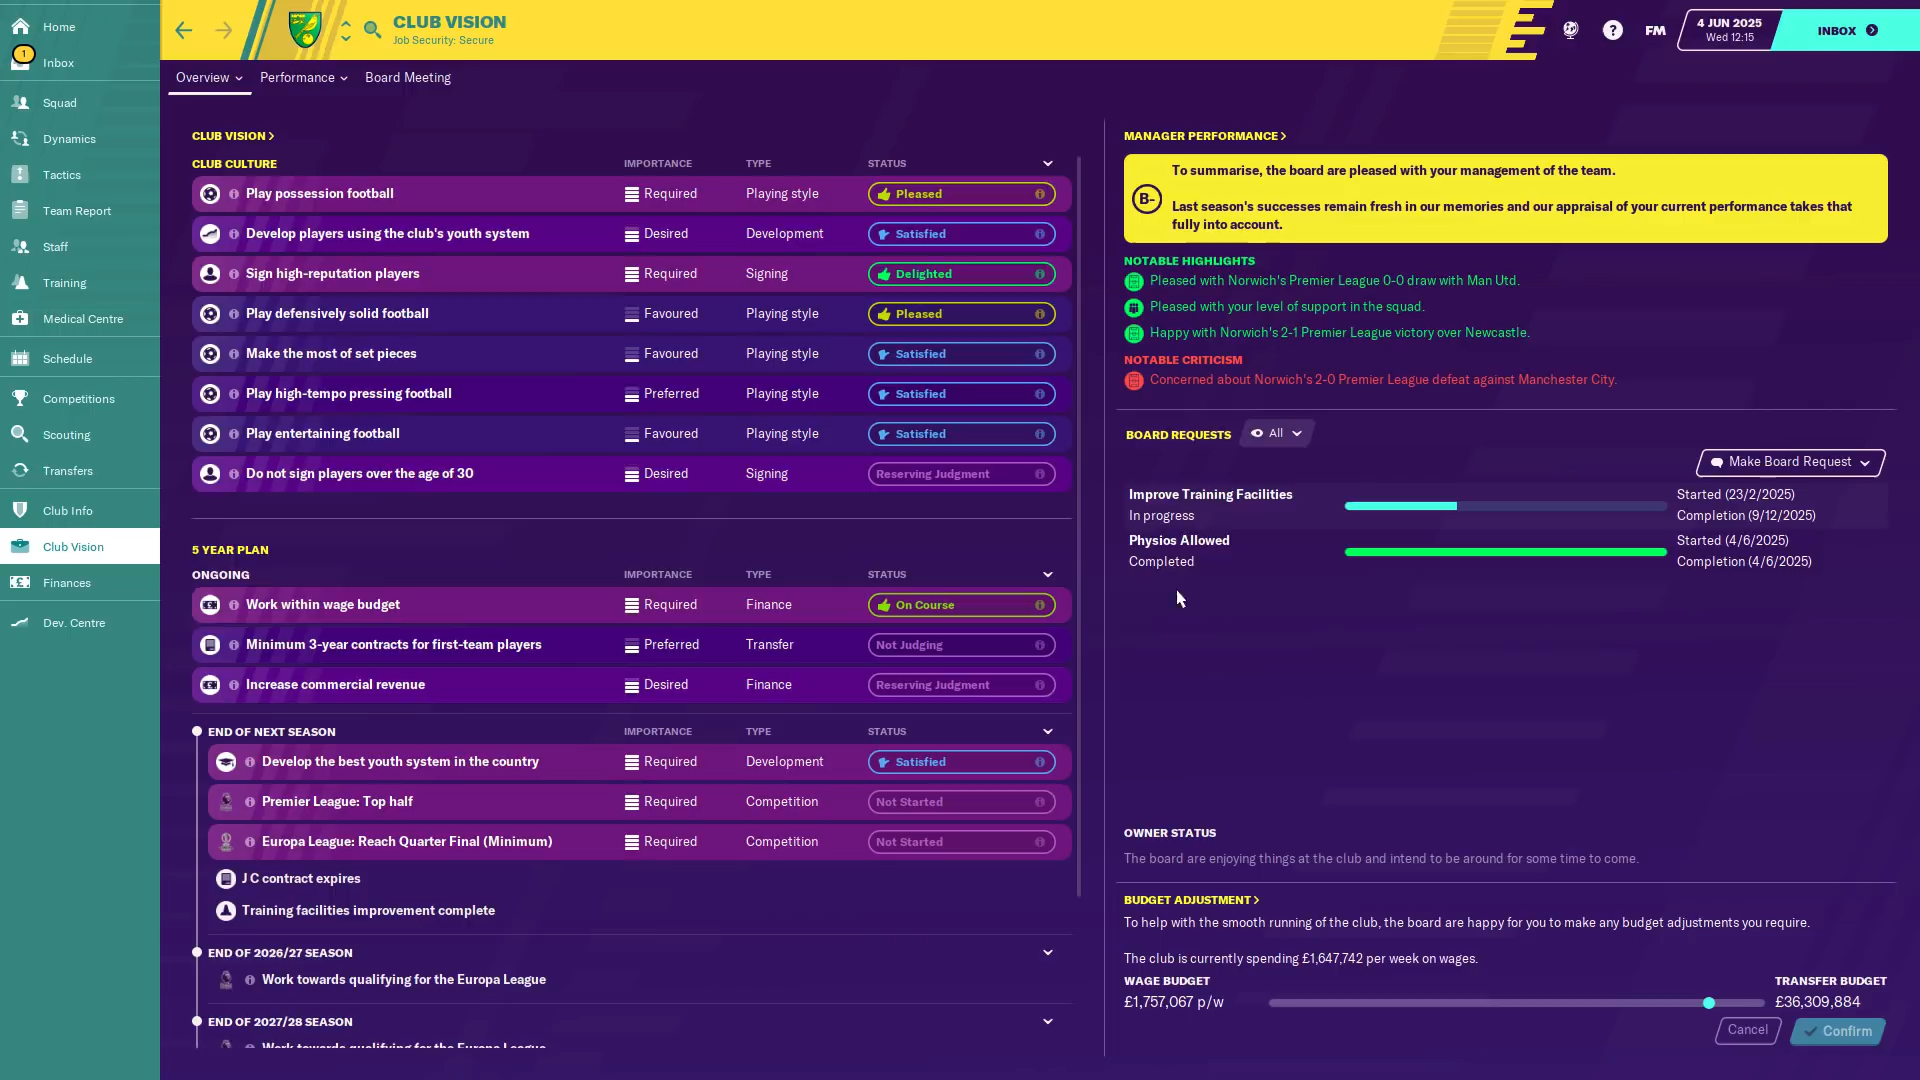 Home
1
Inbox
Squad
Dynamics
Tactics
Team Report
Staff
Training
Medical Centre
Schedule
Competitions
Scouting
Transfers
Club Info
Club Vision
Finances
Dev. Centre
CLUB VISION
Job Security: Secure
FM
4 JUN 2025
Wed 12:15
INBOX
Overview
Performance
Board Meeting
CLUB VISION
CLUB CULTURE IMPORTANCE TYPE STATUS
Play possession football Required Playing style Pleased
Develop players using the club's youth system Desired Development Satisfied
Sign high-reputation players Required Signing Delighted
Play defensively solid football Favoured Playing style Pleased
Make the most of set pieces Favoured Playing style Satisfied
Play high-tempo pressing football Preferred Playing style Satisfied
Play entertaining football Favoured Playing style Satisfied
Do not sign players over the age of 30 Desired Signing Reserving Judgment
5 YEAR PLAN
ONGOING IMPORTANCE TYPE STATUS
Work within wage budget Required Finance On Course
Minimum 3-year contracts for first-team players Preferred Transfer Not Judging
Increase commercial revenue Desired Finance Reserving Judgment
END OF NEXT SEASON IMPORTANCE TYPE STATUS
Develop the best youth system in the country Required Development Satisfied
Premier League: Top half Required Competition Not Started
Europa League: Reach Quarter Final (Minimum) Required Competition Not Started
J C contract expires
Training facilities improvement complete
END OF 2026/27 SEASON
Work towards qualifying for the Europa League
END OF 2027/28 SEASON
Work towards qualifying for the Europa League
MANAGER PERFORMANCE
B-
To summarise, the board are pleased with your management of the team.
Last season's successes remain fresh in our memories and our appraisal of your current performance takes that
fully into account.
NOTABLE HIGHLIGHTS
Pleased with Norwich's Premier League 0-0 draw with Man Utd.
Pleased with your level of support in the squad.
Happy with Norwich's 2-1 Premier League victory over Newcastle.
NOTABLE CRITICISM
Concerned about Norwich's 2-0 Premier League defeat against Manchester City.
BOARD REQUESTS All
Make Board Request
Improve Training Facilities Started (23/2/2025)
In progress Completion (9/12/2025)
Physios Allowed Started (4/6/2025)
Completed Completion (4/6/2025)
OWNER STATUS
The board are enjoying things at the club and intend to be around for some time to come.
BUDGET ADJUSTMENT
To help with the smooth running of the club, the board are happy for you to make any budget adjustments you require.
The club is currently spending £1,647,742 per week on wages.
WAGE BUDGET TRANSFER BUDGET
£1,757,067 p/w £36,309,884
Cancel Confirm